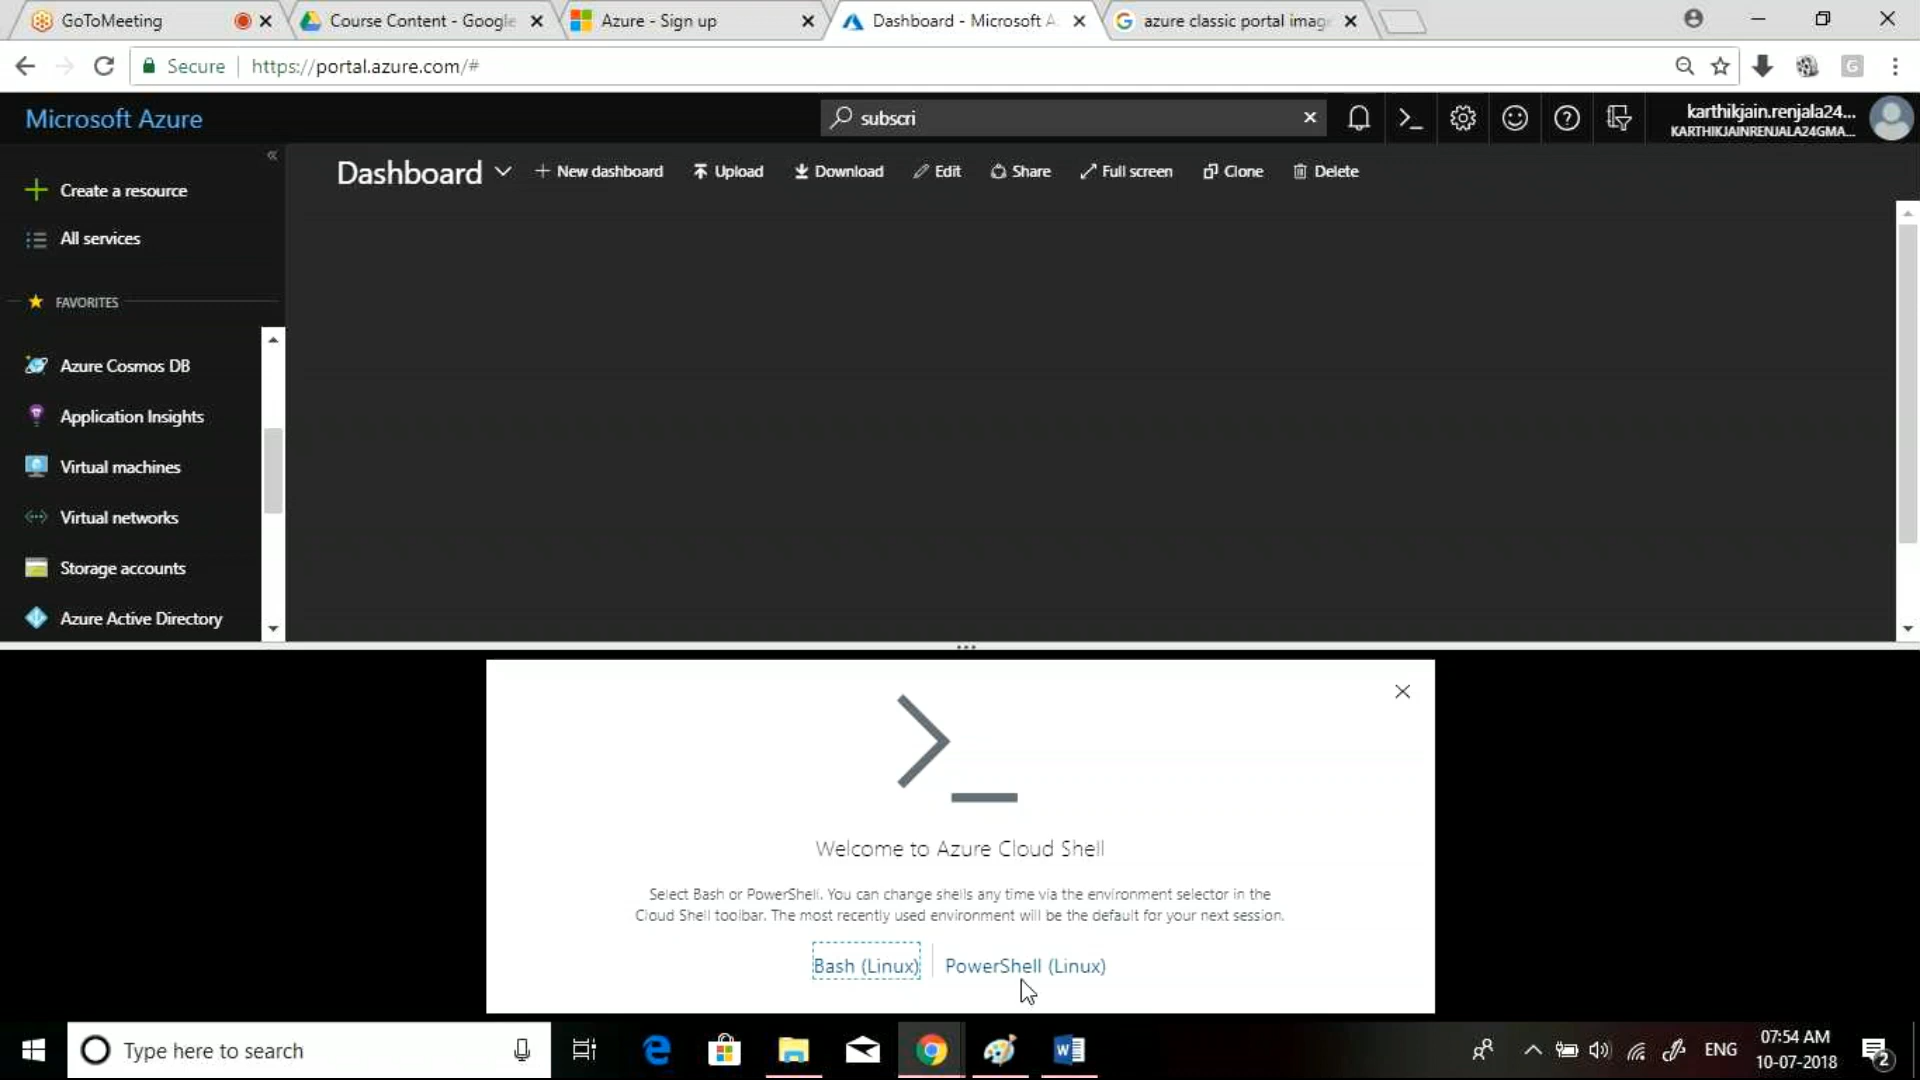 GoToMeeting
Course Content - Google
Azure - Sign up
Dashboard - Microsoft A
azure classic portal imag
Secure
https://portal.azure.com/#
G
Microsoft Azure
subscri
karthikjain.renjala24...
KARTHIKJAINRENJALA24GMA...
Create a resource
All services
FAVORITES
Azure Cosmos DB
Application Insights
Virtual machines
Virtual networks
Storage accounts
Azure Active Directory
Dashboard
New dashboard
Upload
Download
Edit
Share
Full screen
Clone
Delete
Welcome to Azure Cloud Shell
Select Bash or PowerShell. You can change shells any time via the environment selector in the
Cloud Shell toolbar. The most recently used environment will be the default for your next session.
Bash (Linux)
PowerShell (Linux)
Type here to search
ENG
07:54 AM
10-07-2018
2